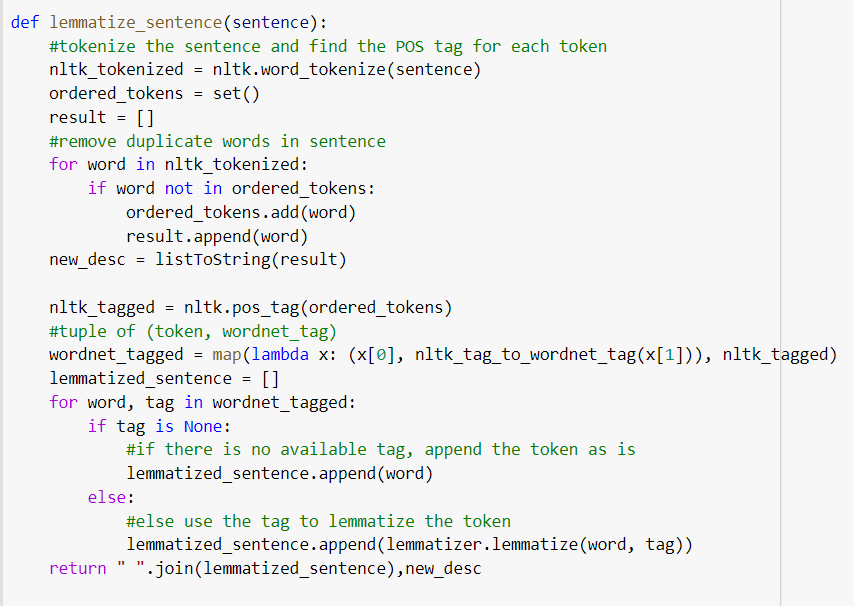 def lemmatize_sentence(sentence):
    #tokenize the sentence and find the POS tag for each token
    nltk_tokenized = nltk.word_tokenize(sentence)
    ordered_tokens = set()
    result = []
    #remove duplicate words in sentence
    for word in nltk_tokenized:
        if word not in ordered_tokens:
            ordered_tokens.add(word)
            result.append(word)
    new_desc = listToString(result)

    nltk_tagged = nltk.pos_tag(ordered_tokens)
    #tuple of (token, wordnet_tag)
    wordnet_tagged = map(lambda x: (x[0], nltk_tag_to_wordnet_tag(x[1])), nltk_tagged)
    lemmatized_sentence = []
    for word, tag in wordnet_tagged:
        if tag is None:
            #if there is no available tag, append the token as is
            lemmatized_sentence.append(word)
        else:
            #else use the tag to lemmatize the token
            lemmatized_sentence.append(lemmatizer.lemmatize(word, tag))
    return " ".join(lemmatized_sentence),new_desc